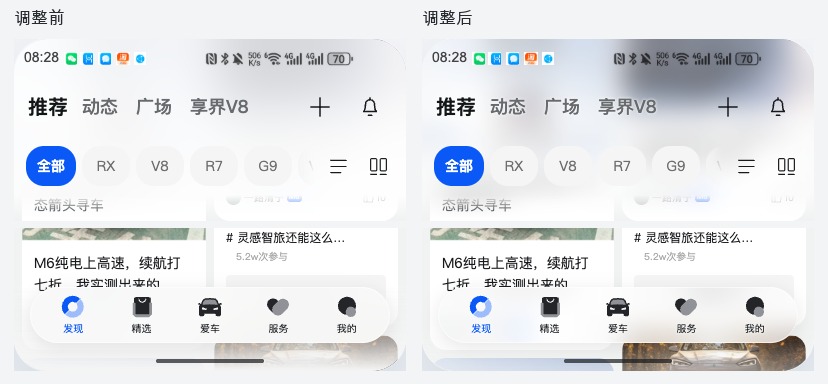 调整前
08:28
506 K/s
4G
4G
70
推荐 动态 广场 享界V8
全部 RX V8 R7 G9
态箭头寻车
# 灵感智旅还能这么...
5.2w次参与
M6纯电上高速，续航打
七折，我实测出来的
发现 精选 爱车 服务 我的
调整后
08:28
506 K/s
4G
4G
70
推荐 动态 广场 享界V8
全部 RX V8 R7 G9
态箭头寻车
# 灵感智旅还能这么...
5.2w次参与
M6纯电上高速，续航打
七折，我实测出来的
发现 精选 爱车 服务 我的